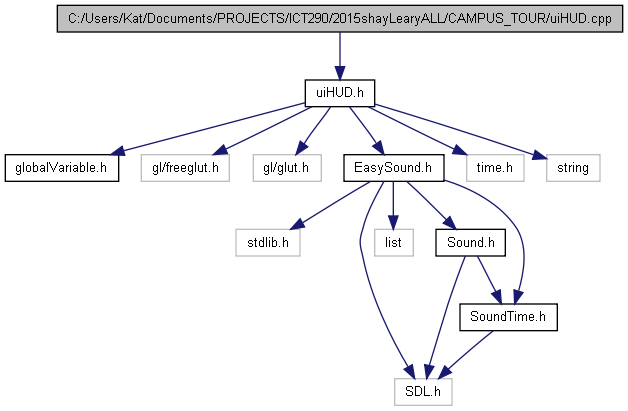 C:/Users/Kat/Documents/PROJECTS/ICT290/2015shayLearyALL/CAMPUS_TOUR/uiHUD.cpp
uiHUD.h
globalVariable.h
gl/freeglut.h
gl/glut.h
EasySound.h
time.h
string
stdlib.h
list
Sound.h
SoundTime.h
SDL.h